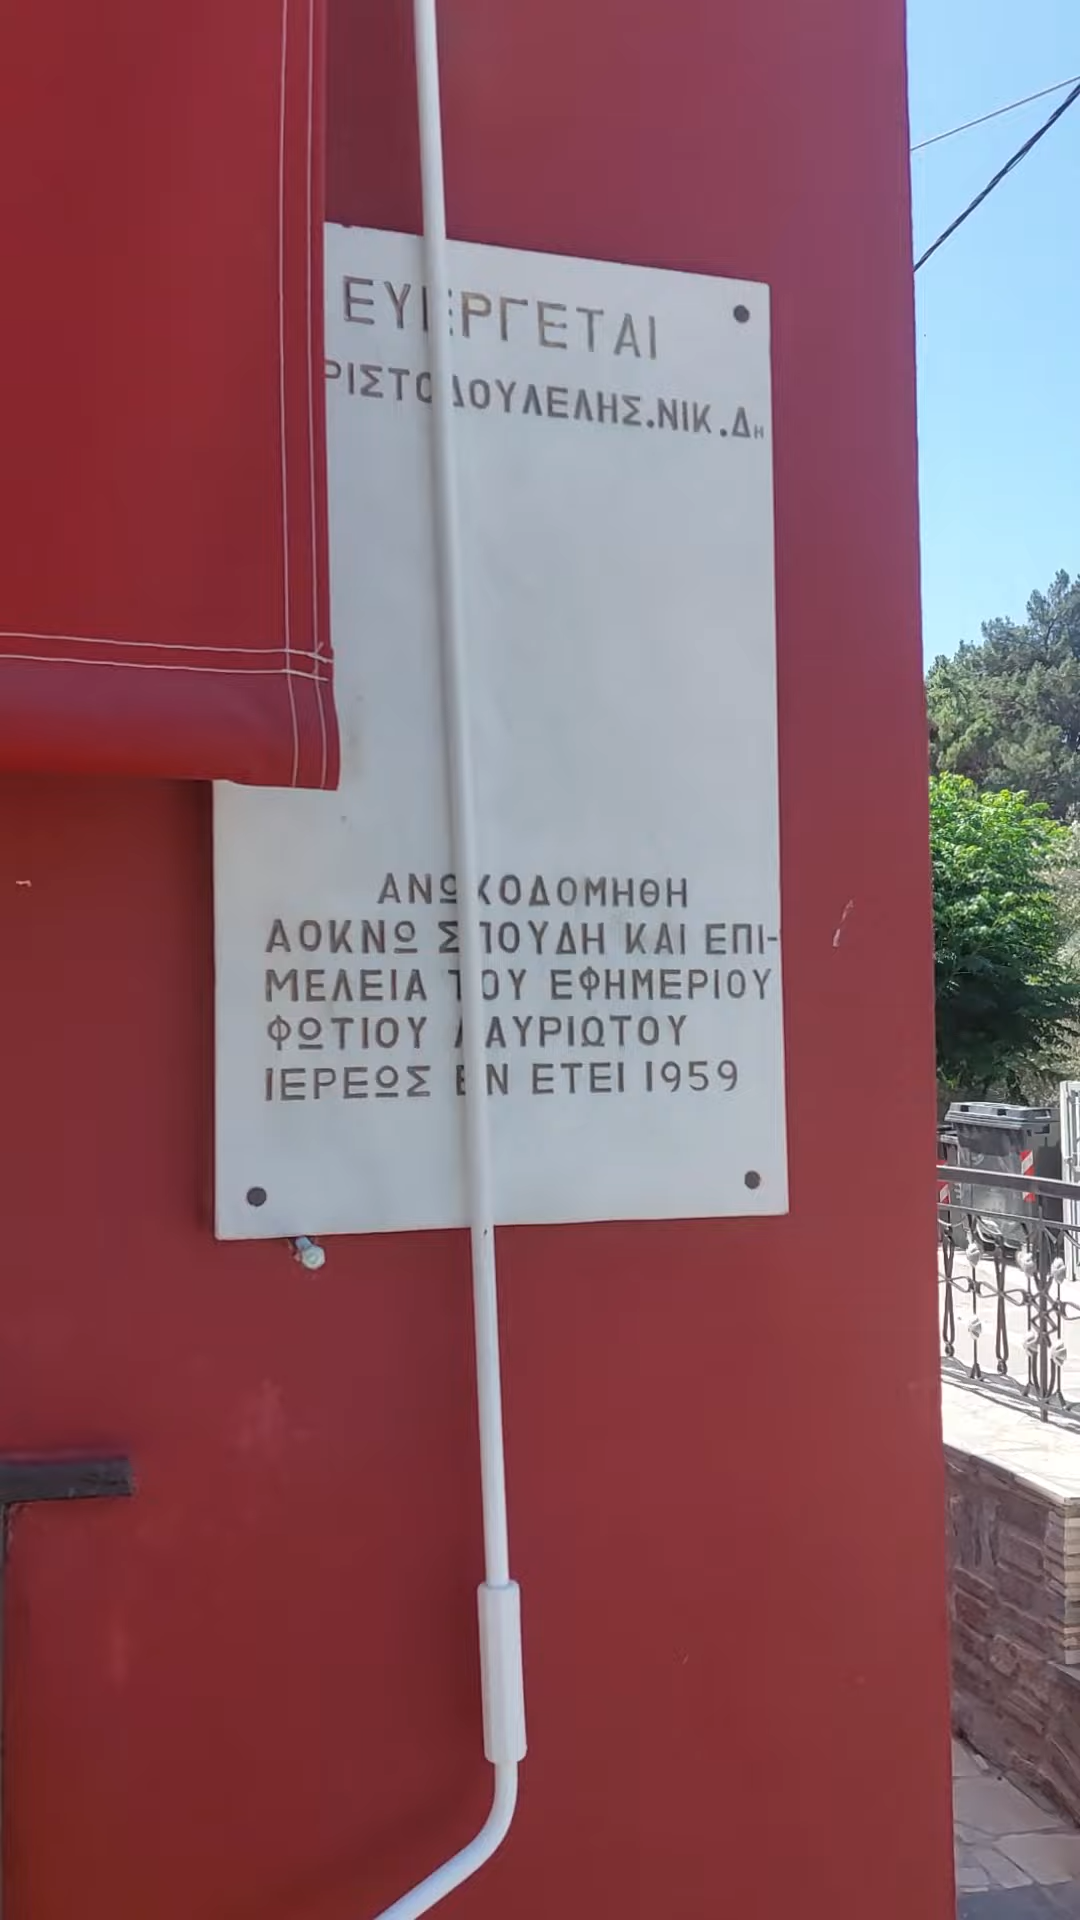 ΕΥΕΡΓΕΤΑΙ
ΡΙΣΤΟΔΟΥΛΕΛΗΣ.ΝΙΚ.Δη
ΑΝΩΚΟΔΟΜΗΘΗ
ΑΟΚΝΩ ΣΠΟΥΔΗ ΚΑΙ ΕΠΙ-
ΜΕΛΕΙΑ ΤΟΥ ΕΦΗΜΕΡΙΟΥ
ΦΩΤΙΟΥ ΛΑΥΡΙΩΤΟΥ
ΙΕΡΕΩΣ ΕΝ ΕΤΕΙ 1959